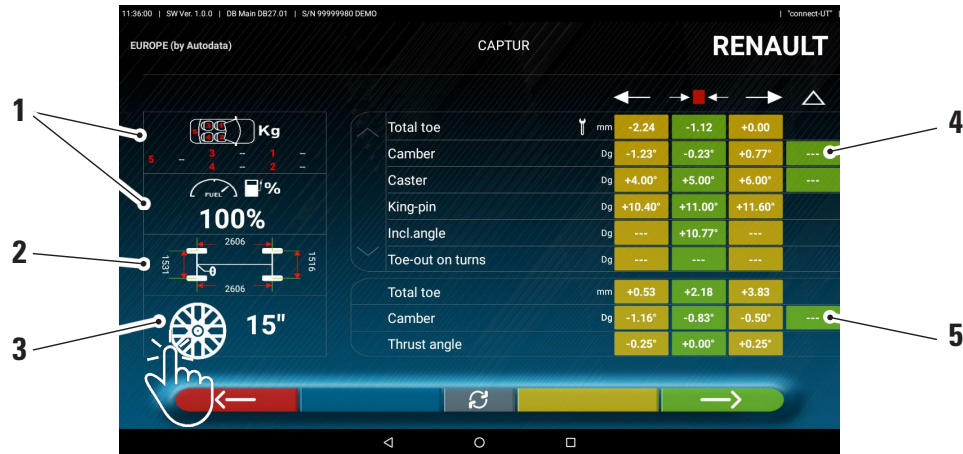 11:36:00 | SW Ver. 1.0.0 | DB Main DB27.01 | S/N 99999980 DEMO | "connect-UT" |
EUROPE (by Autodata) CAPTUR RENAULT
1
Kg
5 -- 3 -- 1 --
4 -- 2 --
FUEL %
100%
2
2606
1531 1516
θ
2606
3
15"
Total toe mm -2.24 -1.12 +0.00
4
Camber Dg -1.23° -0.23° +0.77° ---
Caster Dg +4.00° +5.00° +6.00° ---
King-pin Dg +10.40° +11.00° +11.60°
Incl.angle Dg --- +10.77° ---
Toe-out on turns Dg --- --- ---
Total toe mm +0.53 +2.18 +3.83
Camber Dg -1.16° -0.83° -0.50° ---
5
Thrust angle -0.25° +0.00° +0.25°